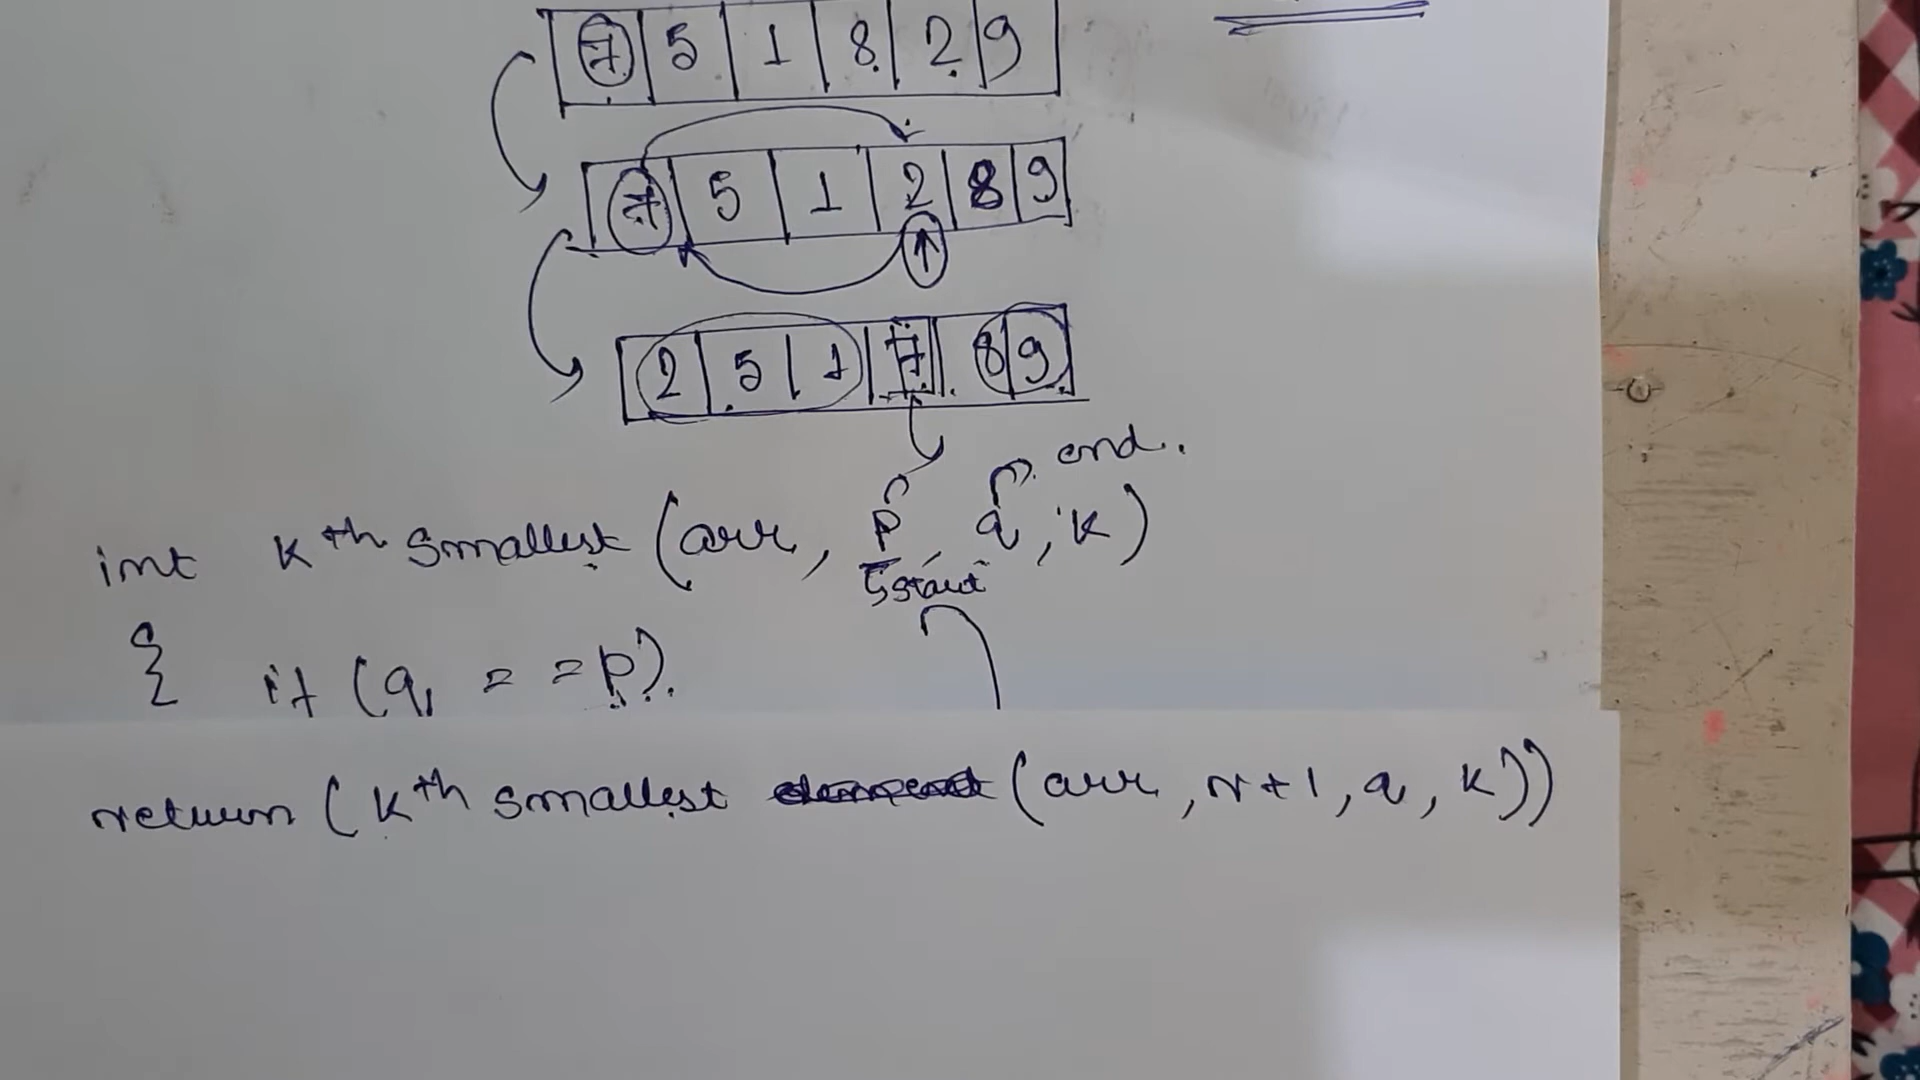 7 5 1 8 2 9
7 5 1 2 8 9
2 5 1 7 8 9
end.
int kth smallest (arr, p, q, k)
start
{ if (q == p).
return (kth smallest (arr, r+1, q, k))